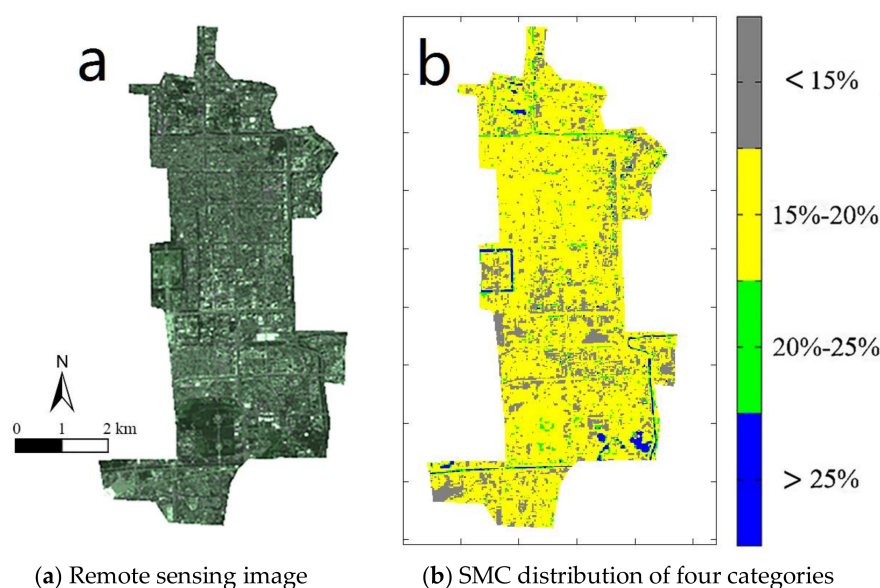 a
b
N
0 1 2 km
< 15%
15%-20%
20%-25%
> 25%
(a) Remote sensing image
(b) SMC distribution of four categories